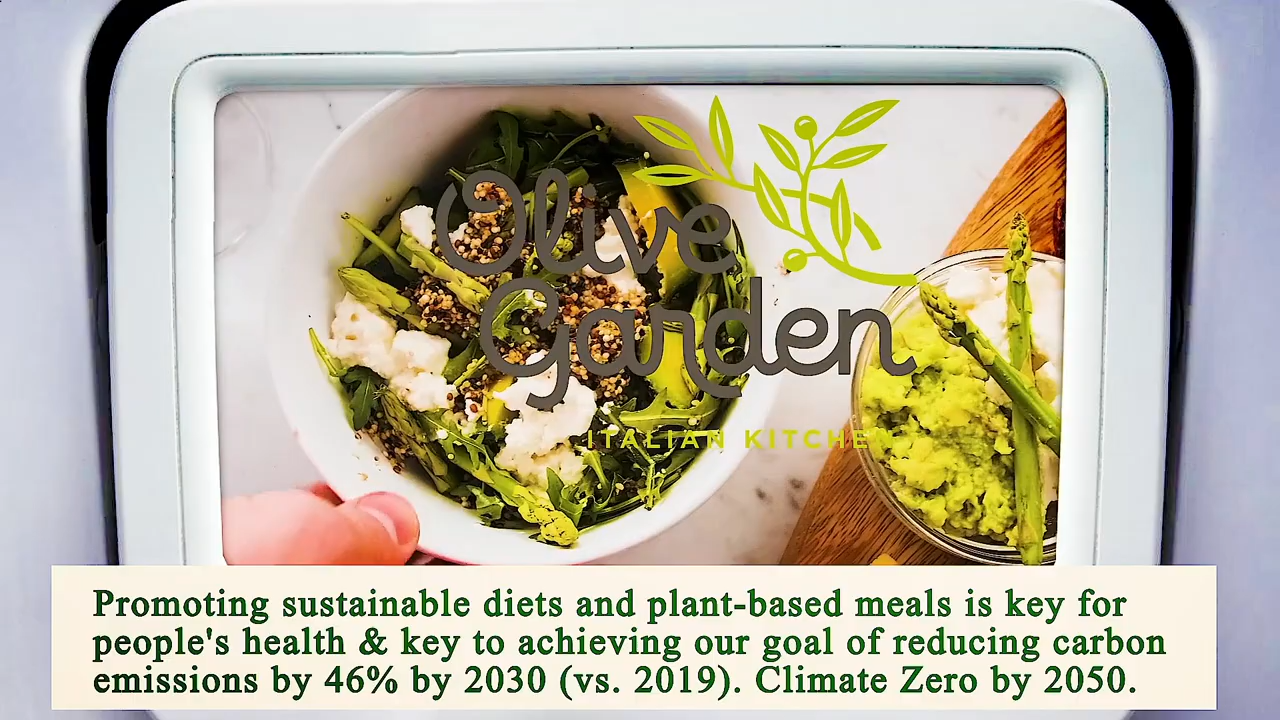 Olive
Garden
ITALIAN KITCHEN
Promoting sustainable diets and plant-based meals is key for
people's health & key to achieving our goal of reducing carbon
emissions by 46% by 2030 (vs. 2019). Climate Zero by 2050.